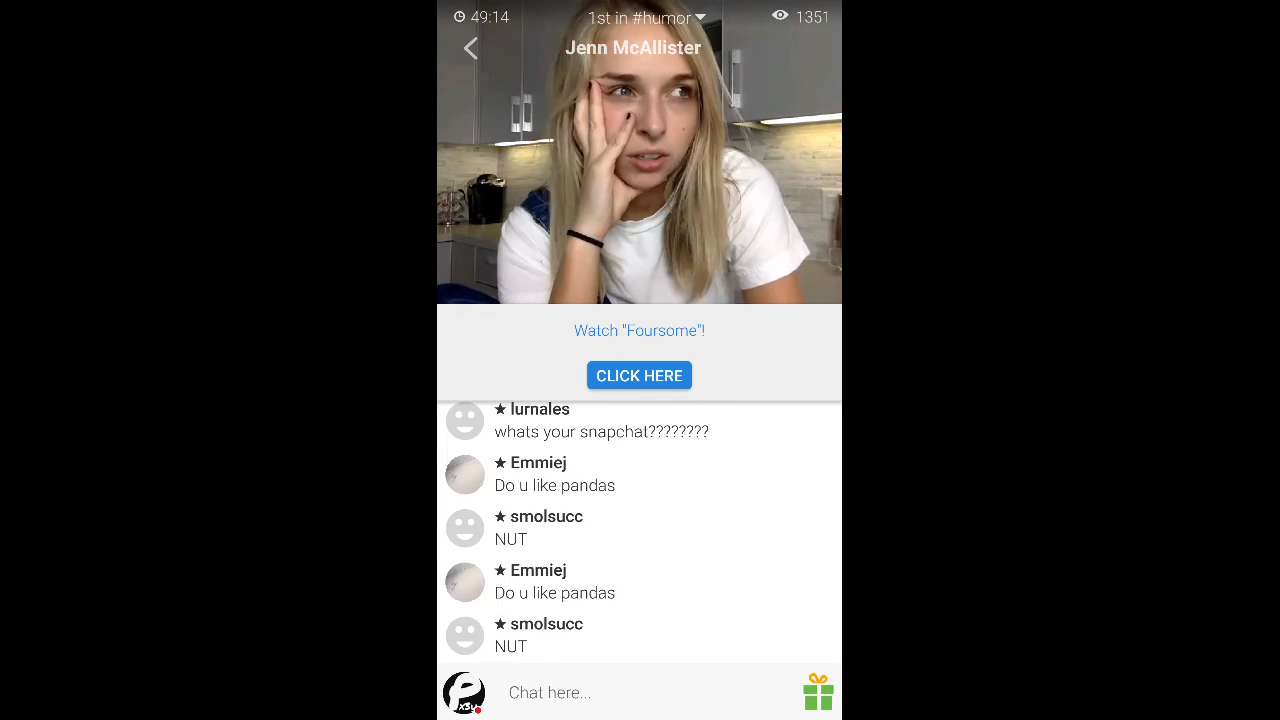 49:14
1st in #humor
1351
Jenn McAllister
Watch "Foursome"!
CLICK HERE
★ lurnales
whats your snapchat????????
★ Emmiej
Do u like pandas
★ smolsucc
NUT
★ Emmiej
Do u like pandas
★ smolsucc
NUT
Chat here...